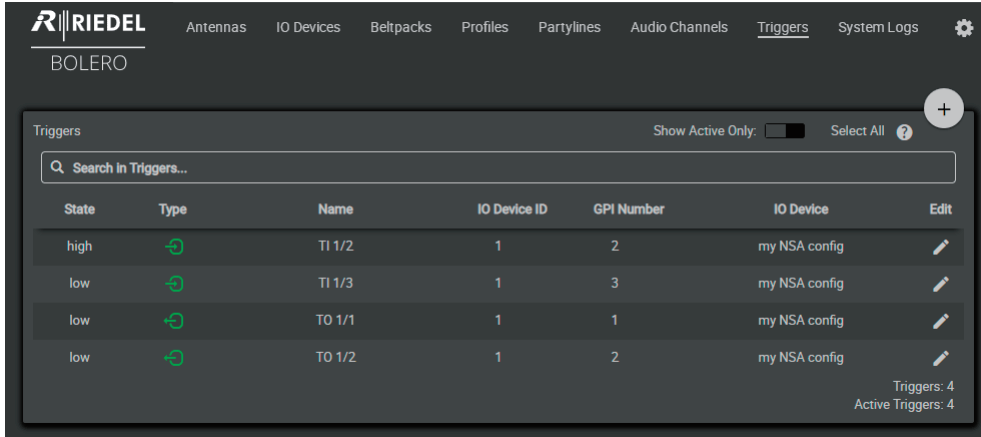 RIEDEL
BOLERO
Antennas IO Devices Beltpacks Profiles Partylines Audio Channels Triggers System Logs
+
Triggers Show Active Only: Select All ?
Search in Triggers...
State Type Name IO Device ID GPI Number IO Device Edit
high TI 1/2 1 2 my NSA config
low TI 1/3 1 3 my NSA config
low TO 1/1 1 1 my NSA config
low TO 1/2 1 2 my NSA config
Triggers: 4
Active Triggers: 4